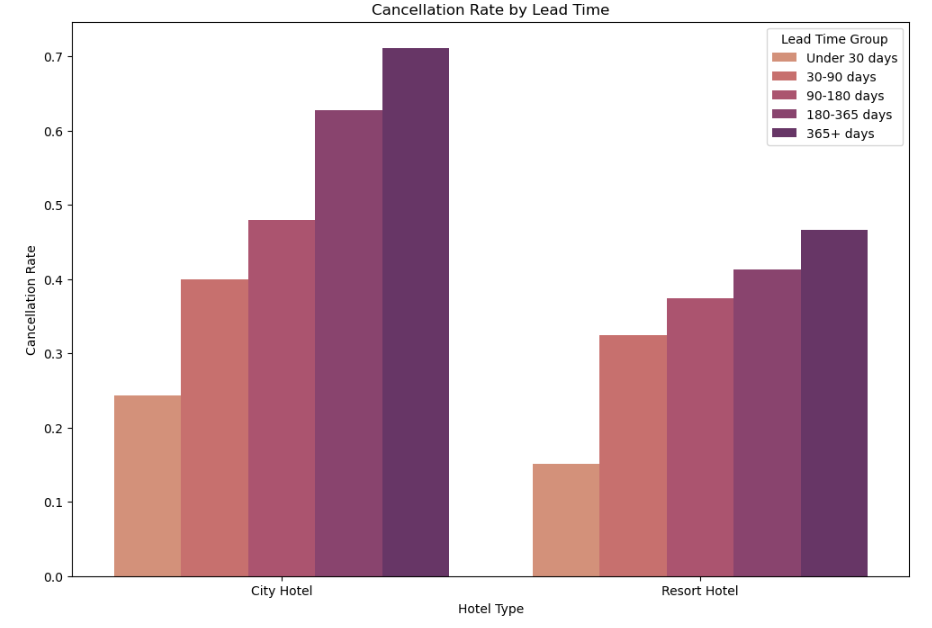 Cancellation Rate by Lead Time
Lead Time Group
Under 30 days
30-90 days
90-180 days
180-365 days
365+ days
Cancellation Rate
0.7
0.6
0.5
0.4
0.3
0.2
0.1
0.0
City Hotel
Resort Hotel
Hotel Type